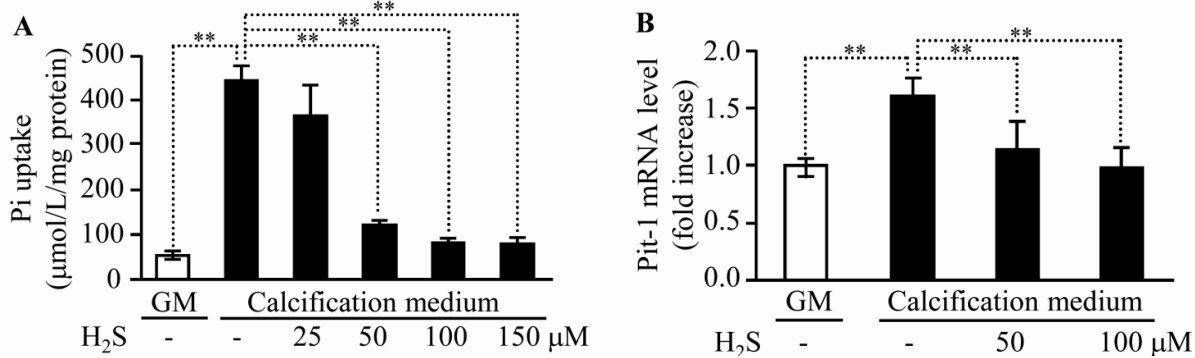 A
** ** ** **
Pi uptake
(μmol/L/mg protein)
500
400
300
200
100
0
GM Calcification medium
H₂S - - 25 50 100 150 μM
B
** ** **
Pit-1 mRNA level
(fold increase)
2.0
1.5
1.0
0.5
0.0
GM Calcification medium
H₂S - - 50 100 μM